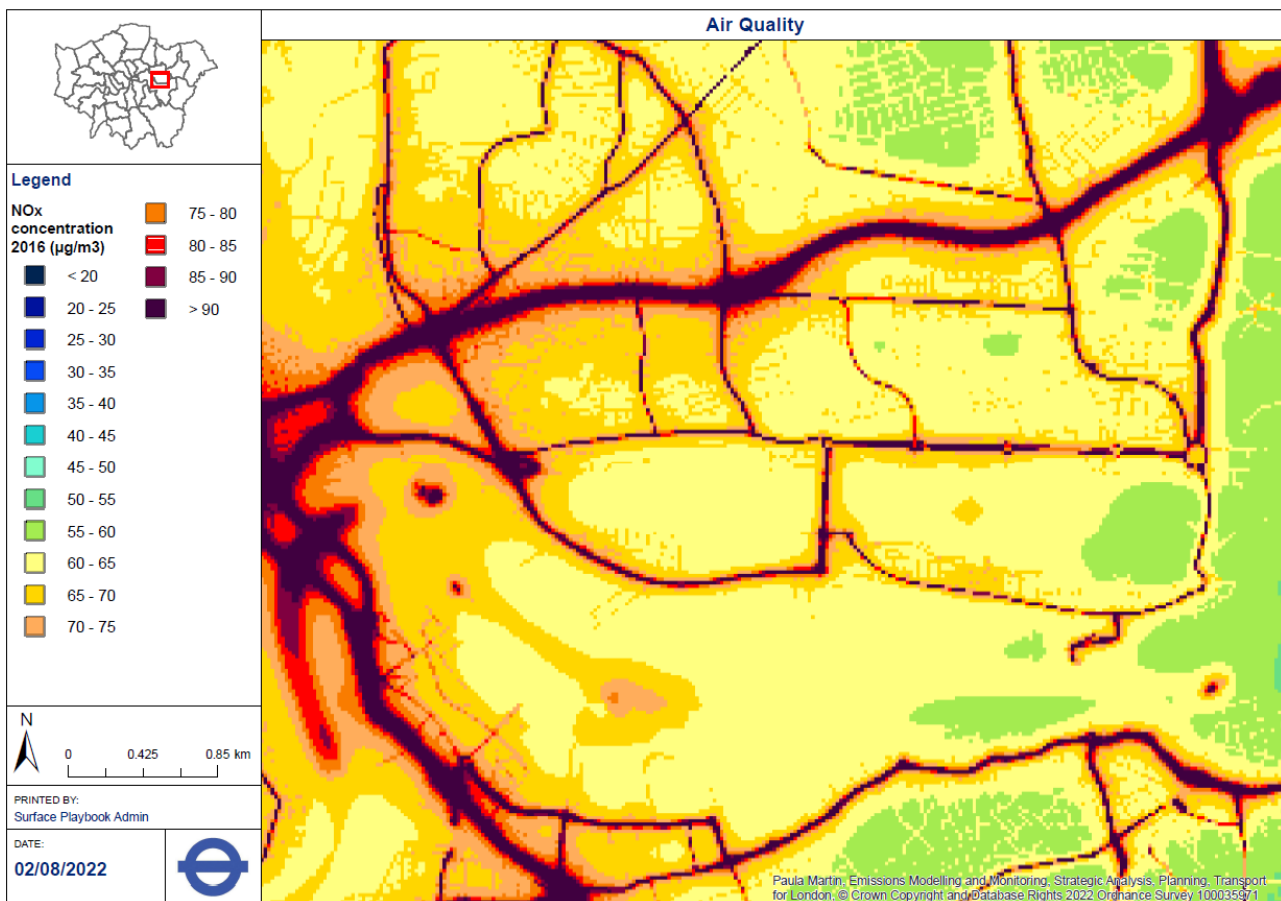 Air Quality
Legend
NOx
concentration
2016 (µg/m3)
< 20
20 - 25
25 - 30
30 - 35
35 - 40
40 - 45
45 - 50
50 - 55
55 - 60
60 - 65
65 - 70
70 - 75
75 - 80
80 - 85
85 - 90
> 90
N
0 0.425 0.85 km
PRINTED BY:
Surface Playbook Admin
DATE:
02/08/2022
Paula Martin, Emissions Modelling and Monitoring, Strategic Analysis, Planning, Transport
for London, © Crown Copyright and Database Rights 2022 Ordnance Survey 100035971